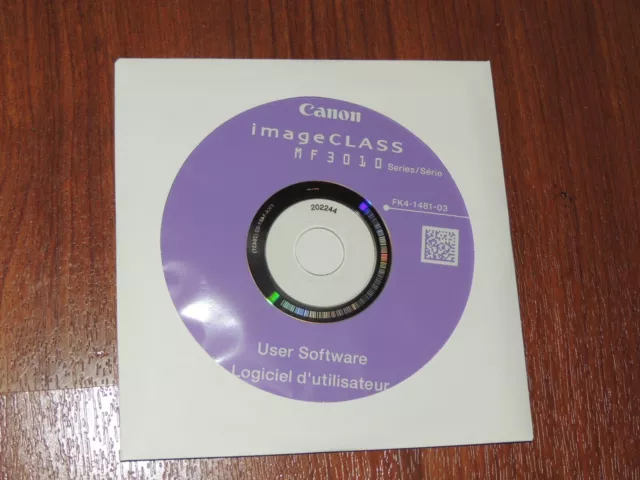 Canon
imageCLASS
MF3010 Series/Série
FK4-1481-03
202244
User Software
Logiciel d'utilisateur